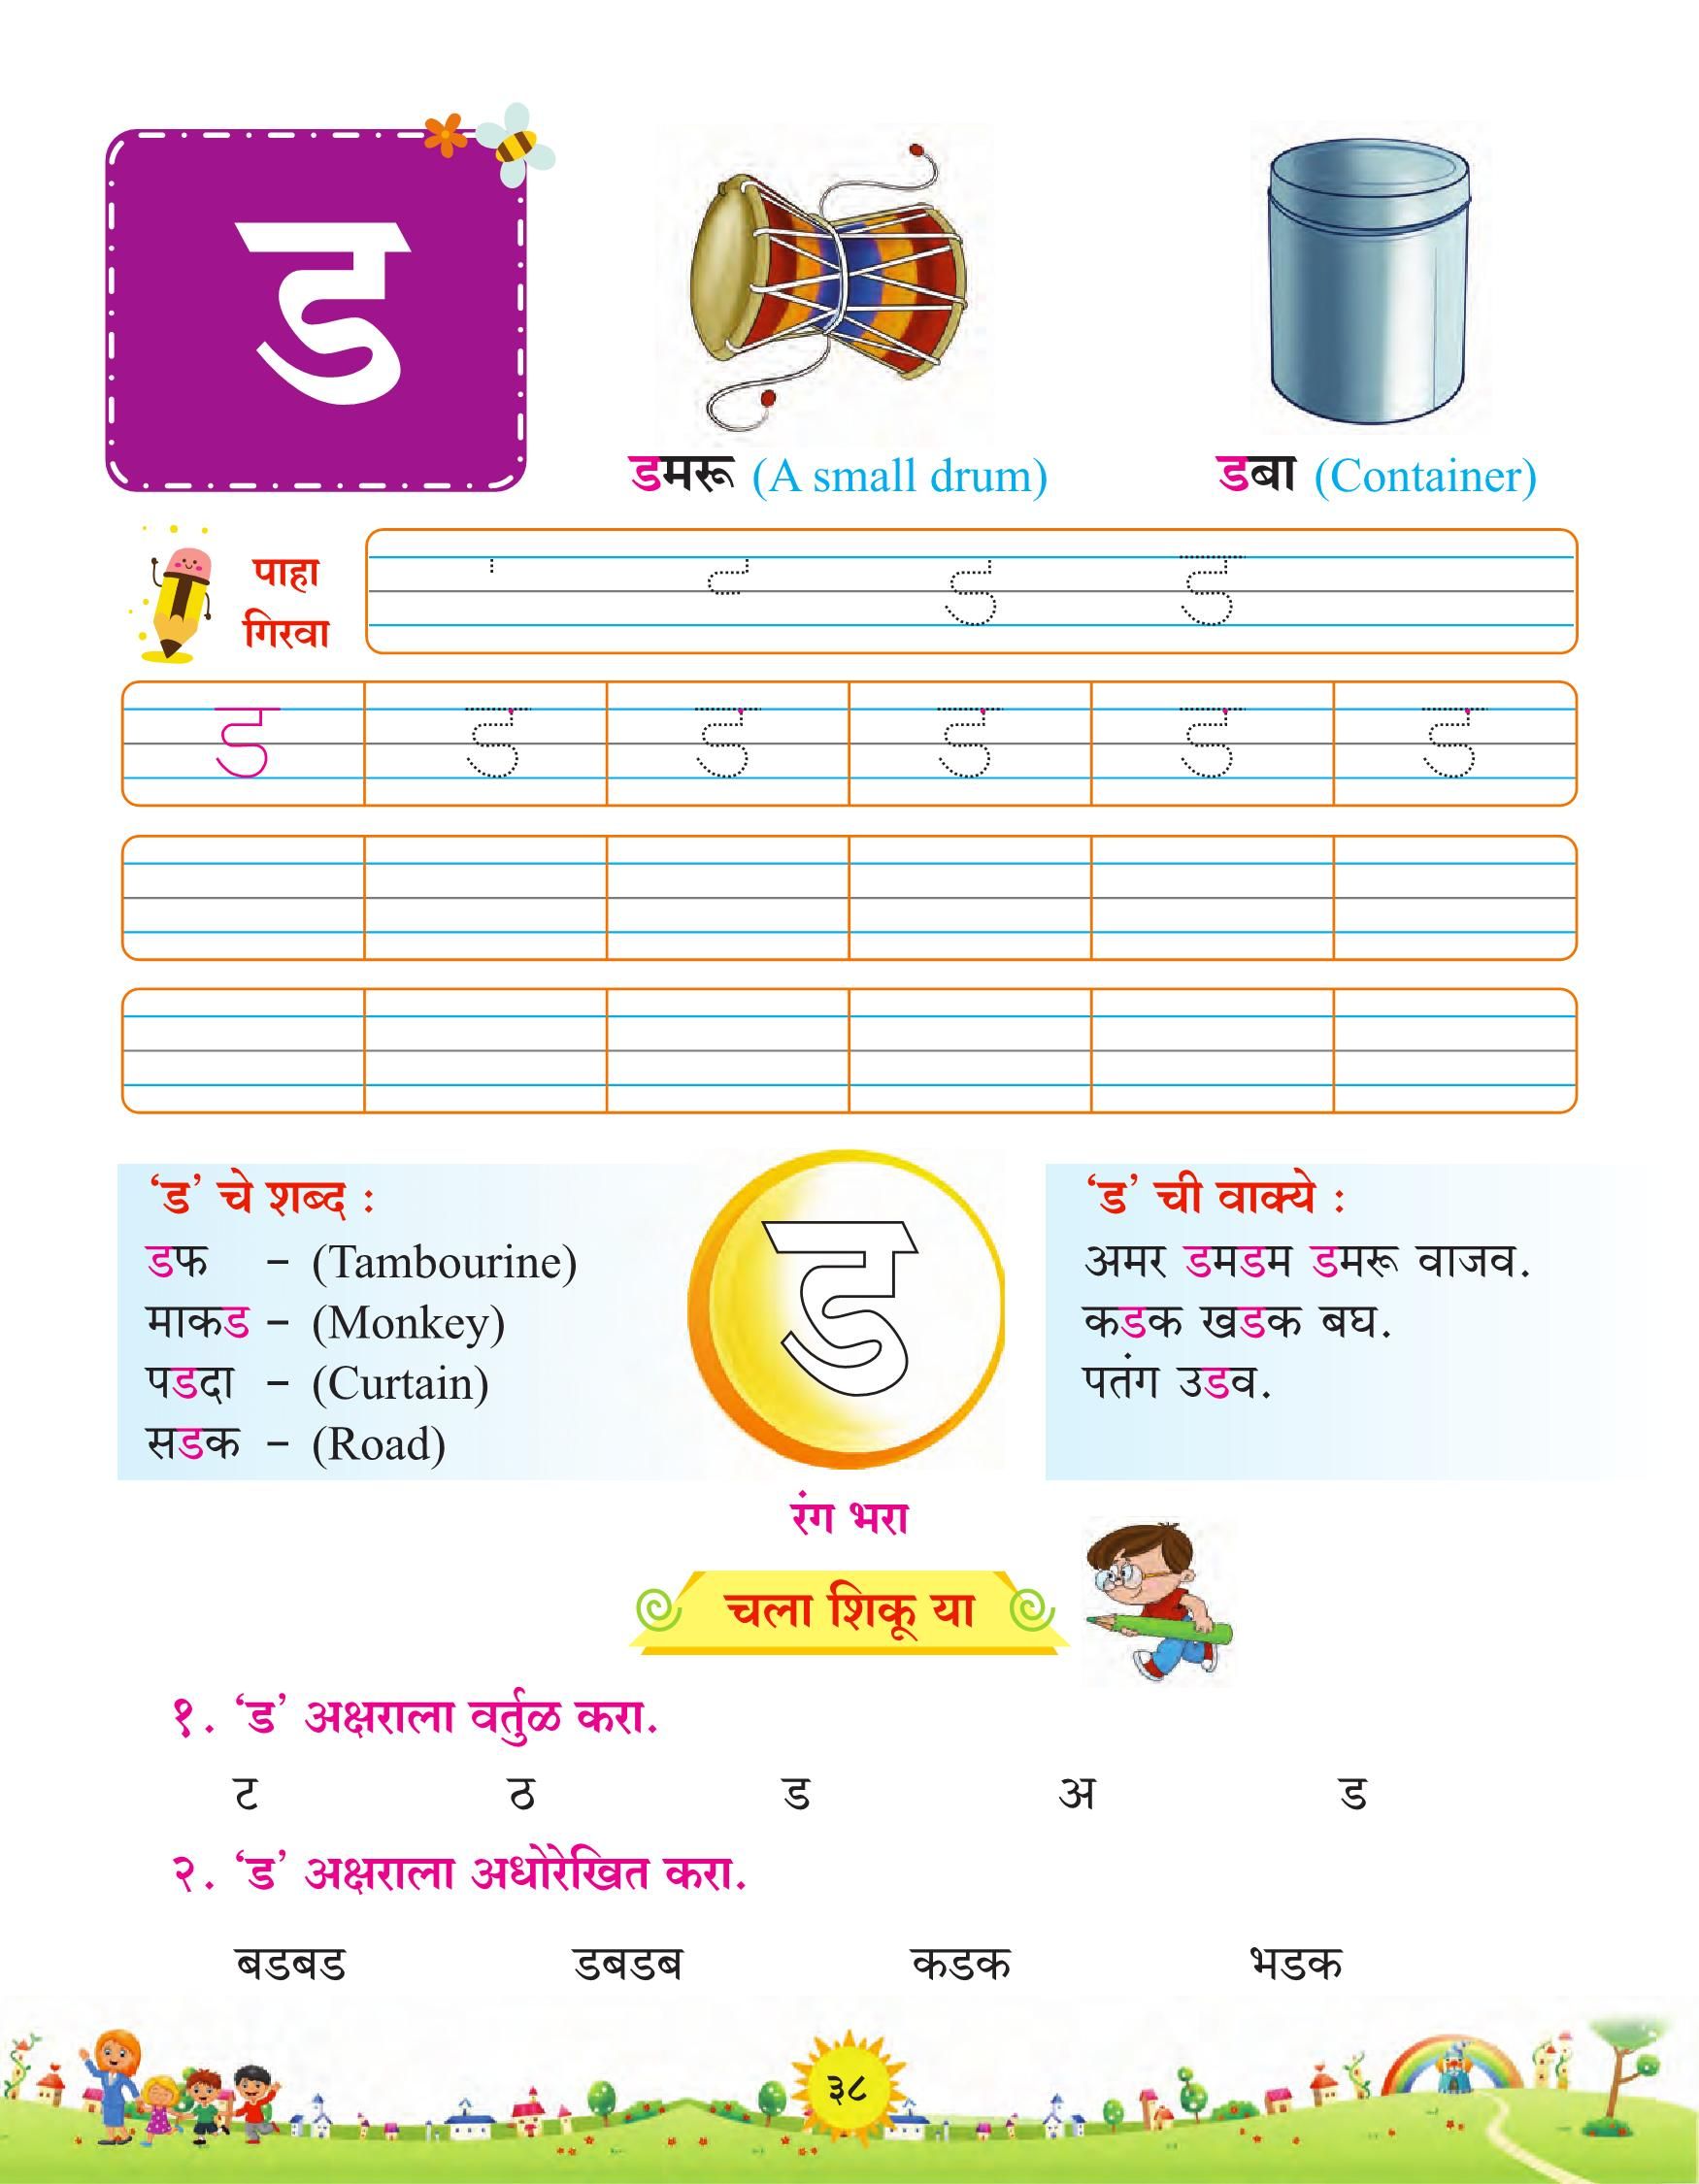 ड
डमरू (A small drum)
डबा (Container)
पाहा
गिरवा
ड ड ड
ड ड ड ड ड ड
‘ड’ चे शब्द :
डफ – (Tambourine)
माकड – (Monkey)
पडदा – (Curtain)
सडक – (Road)
ड
रंग भरा
‘ड’ ची वाक्ये :
अमर डमडम डमरू वाजव.
कडक खडक बघ.
पतंग उडव.
चला शिकू या
१. ‘ड’ अक्षराला वर्तुळ करा.
ट ठ ड अ ड
२. ‘ड’ अक्षराला अधोरेखित करा.
बडबड डबडब कडक भडक
३८